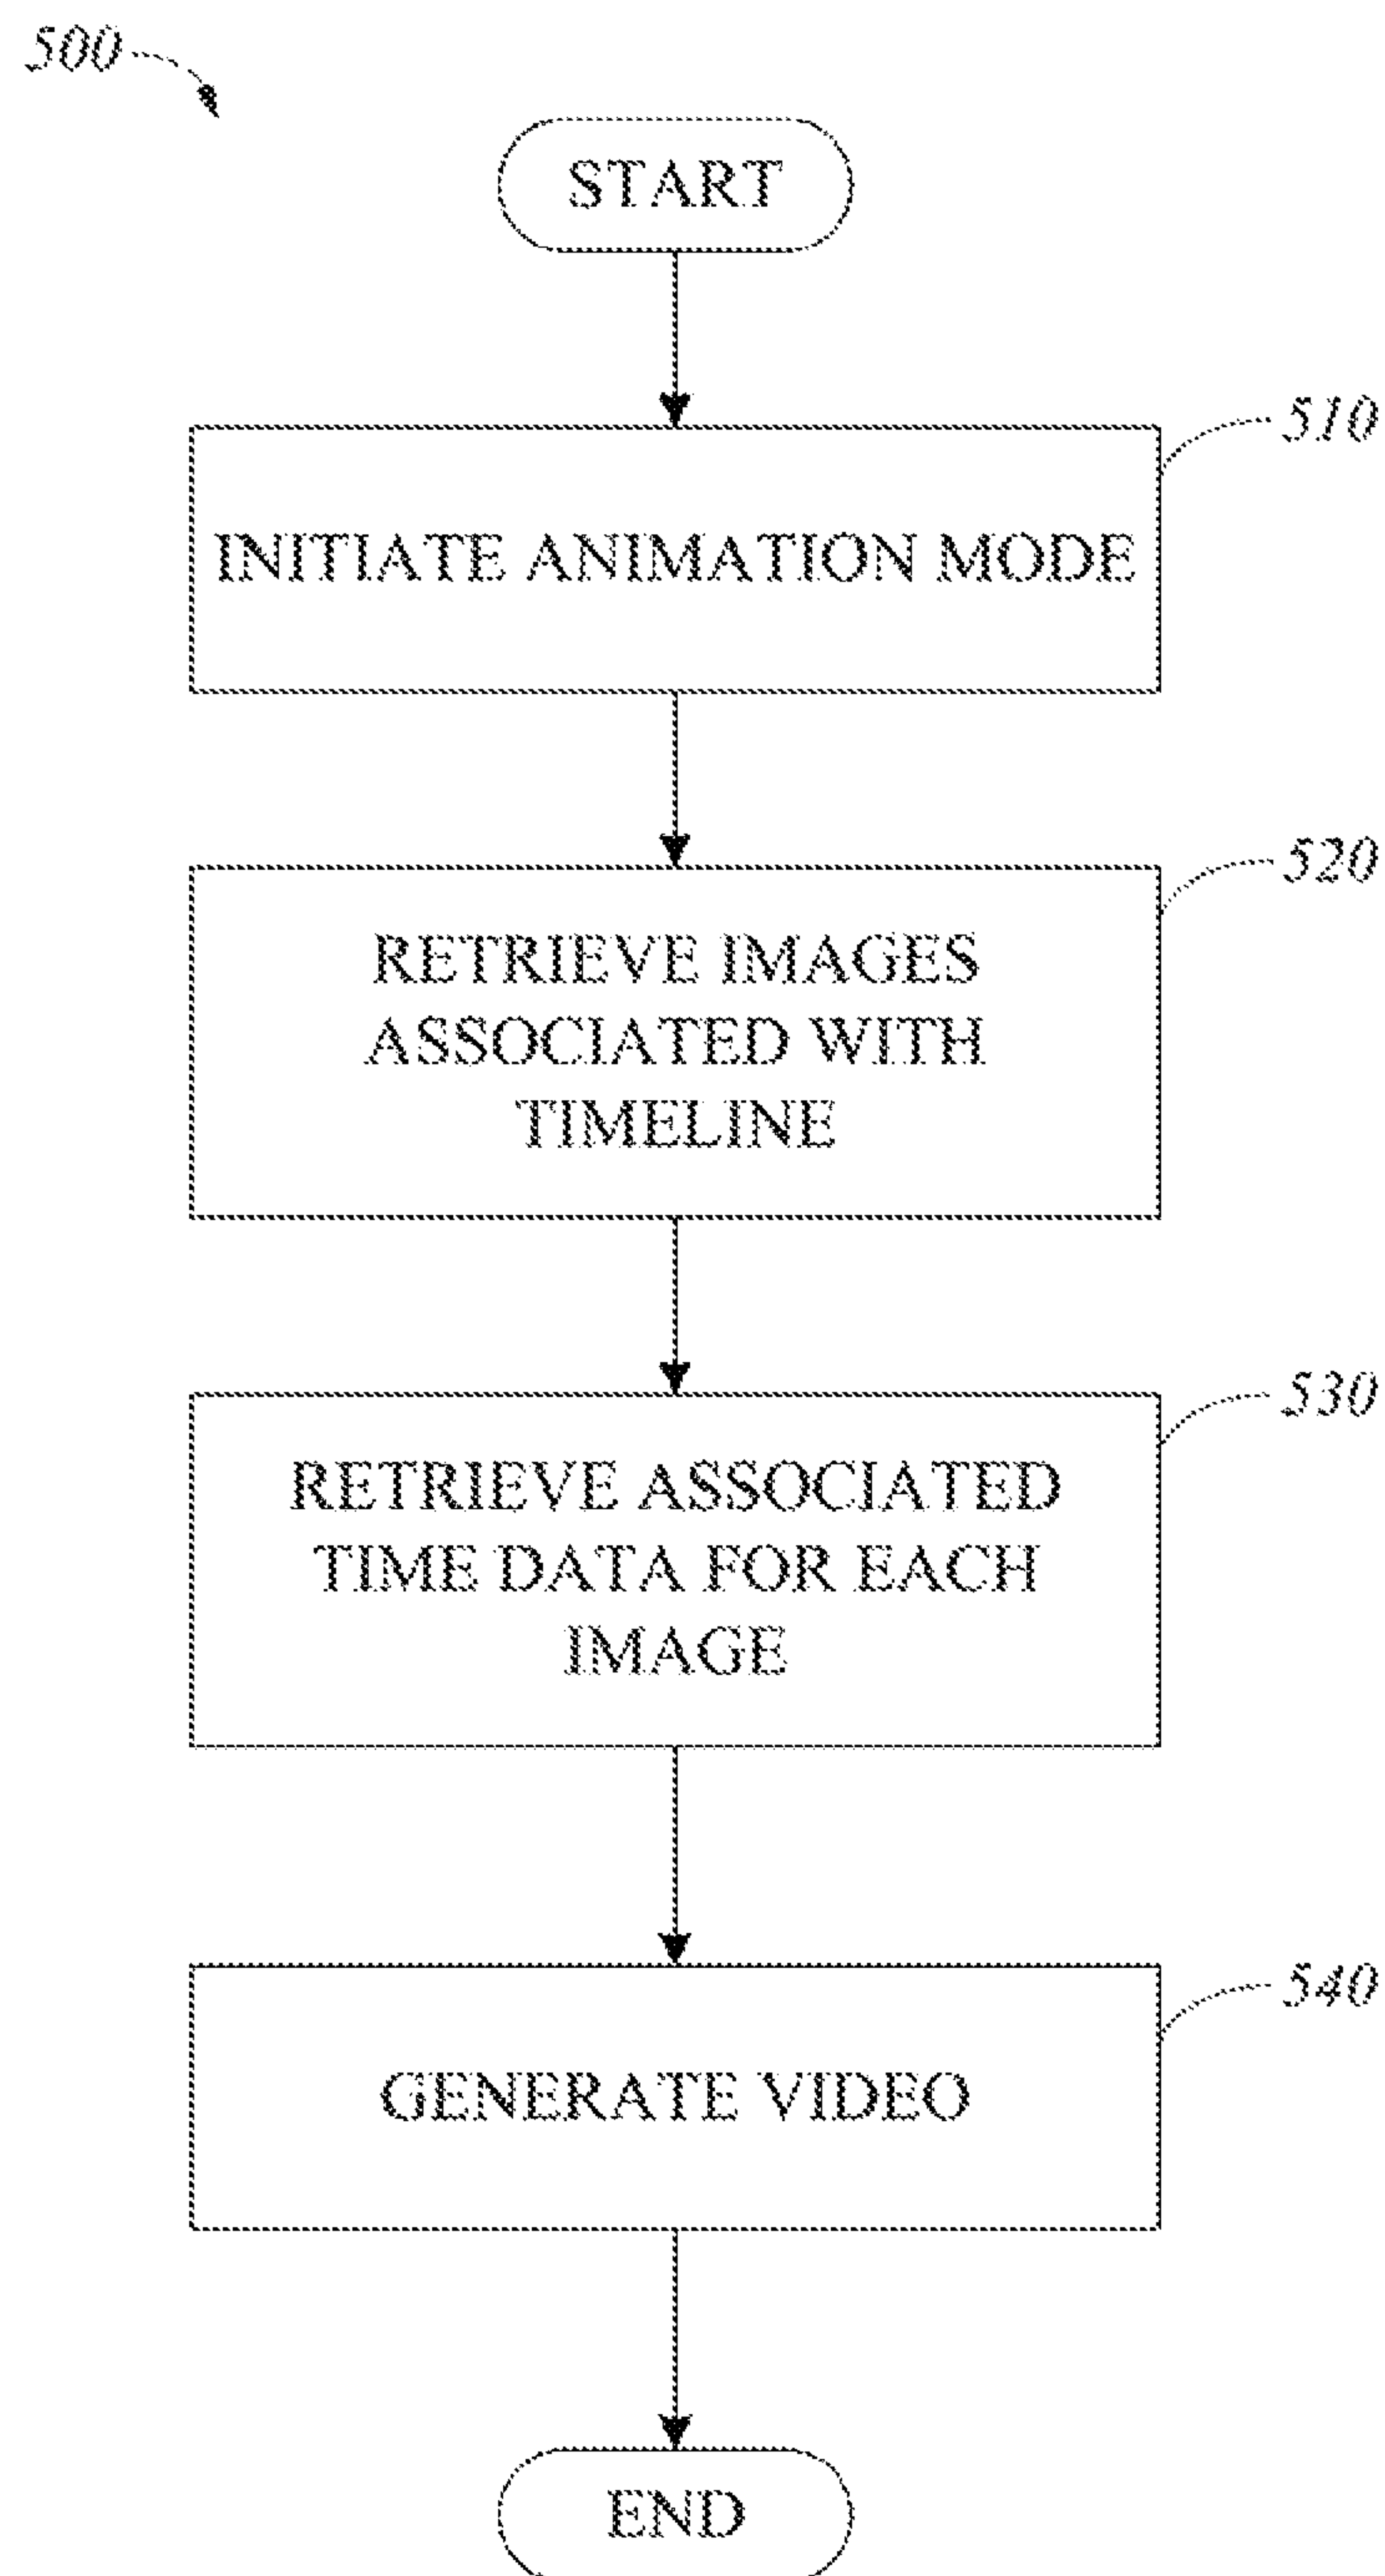 500
START
510
INITIATE ANIMATION MODE
520
RETRIEVE IMAGES
ASSOCIATED WITH
TIMELINE
530
RETRIEVE ASSOCIATED
TIME DATA FOR EACH
IMAGE
540
GENERATE VIDEO
END